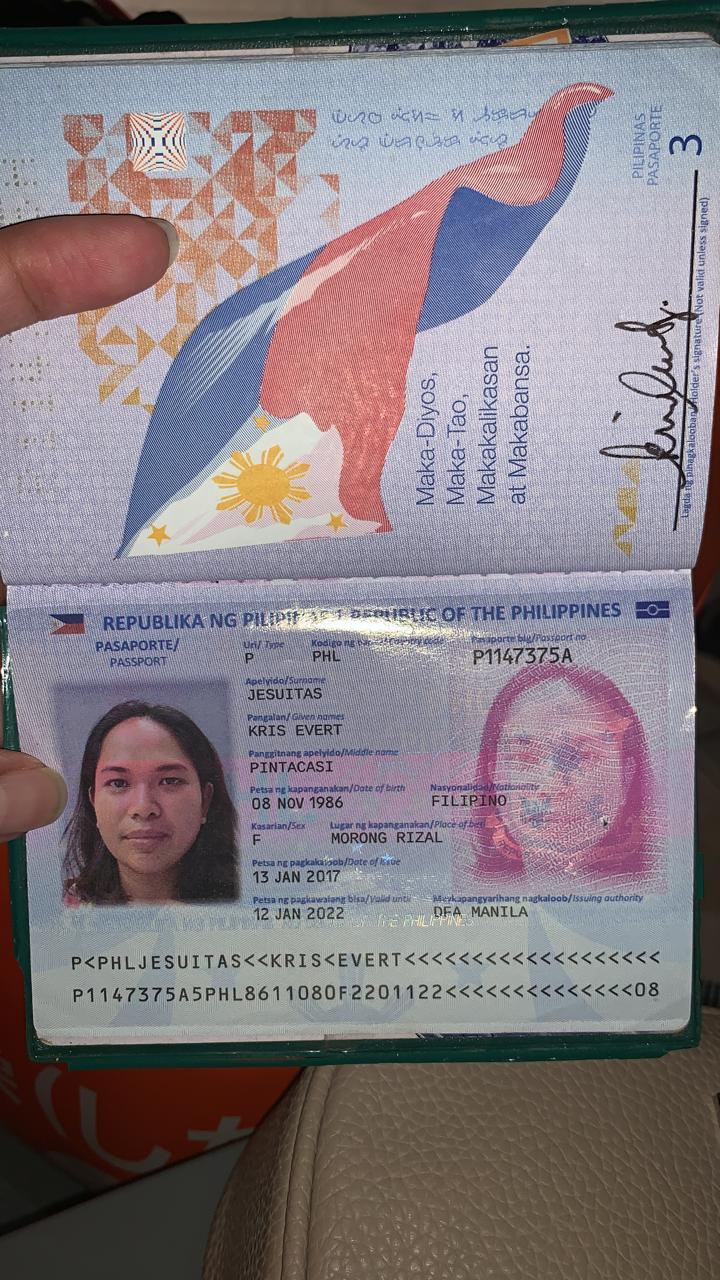 PILIPINAS
PASAPORTE
3
Maka-Diyos,
Maka-Tao,
Makakalikasan
at Makabansa.
Lagda ng pinagkalooban/Holder's signature (Not valid unless signed)
REPUBLIKA NG REPUBLIC OF THE PHILIPPINES
PASAPORTE/
PASSPORT
Uri/ Type
P
PHL
Pasaporte blg/Passport no
P1147375A
Apelyido/Surname
JESUITAS
Pangalan/ Given names
KRIS EVERT
Panggitnang apelyido/Middle name
PINTACASI
Petsa ng kapanganakan/Date of birth
08 NOV 1986
Nasyonalidad/Nationality
FILIPINO
Kasarian/Sex
F
Lugar ng kapanganakan/Place of
MORONG RIZAL
Petsa ng pagkakaloob/Date of issue
13 JAN 2017
Petsa ng pagkawalang bisa/Valid until
12 JAN 2022
Maykapangyarihang nagkaloob/Issuing authority
DFA MANILA
P<PHLJESUITAS<<KRIS<EVERT<<<<<<<<<<<<<<<<<<<
P1147375A5PHL8611080F2201122<<<<<<<<<<<<<<08